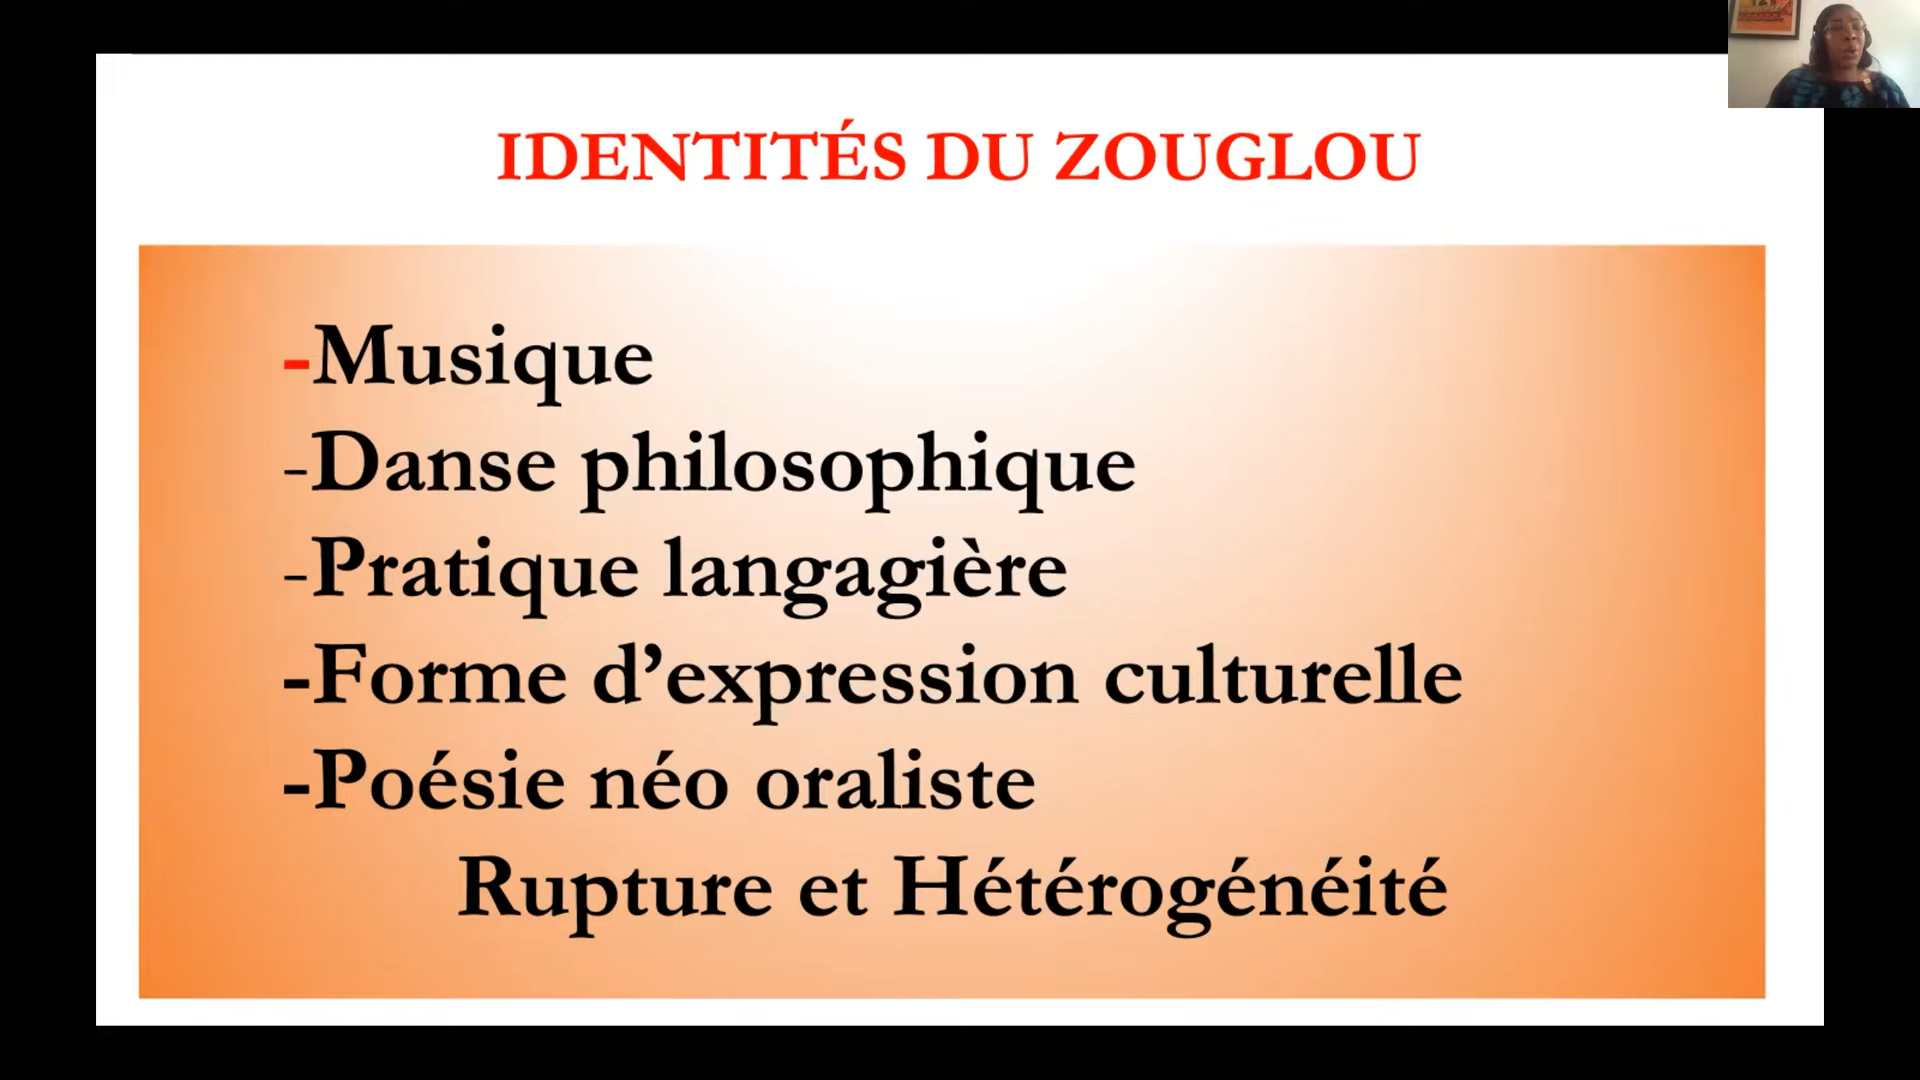 IDENTITÉS DU ZOUGLOU
-Musique
-Danse philosophique
-Pratique langagière
-Forme d’expression culturelle
-Poésie néo oraliste
Rupture et Hétérogénéité